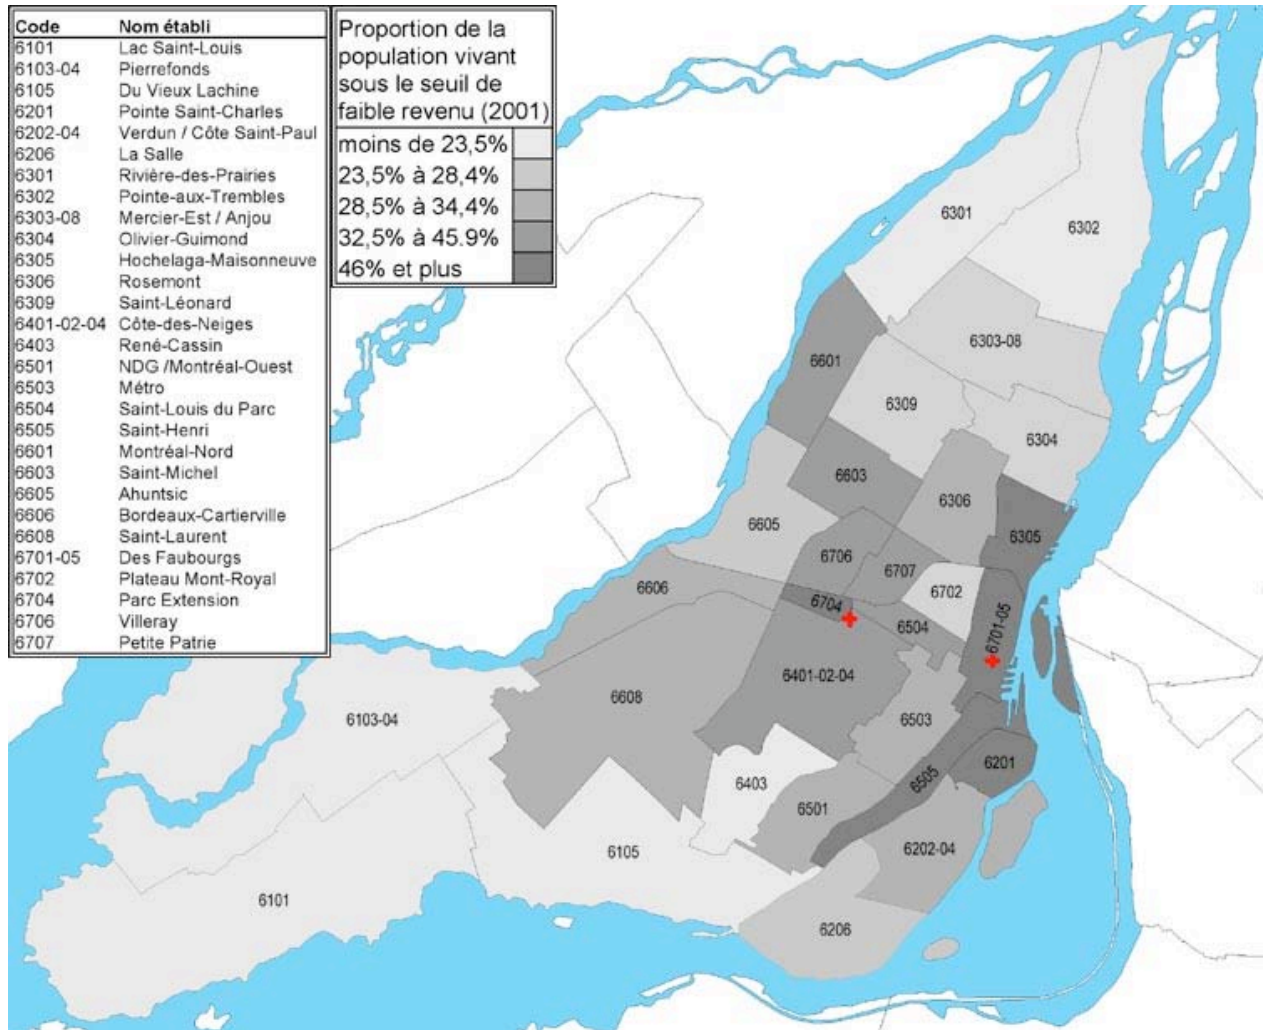 Code Nom établi
6101 Lac Saint-Louis
6103-04 Pierrefonds
6105 Du Vieux Lachine
6201 Pointe Saint-Charles
6202-04 Verdun / Côte Saint-Paul
6206 La Salle
6301 Rivière-des-Prairies
6302 Pointe-aux-Trembles
6303-08 Mercier-Est / Anjou
6304 Olivier-Guimond
6305 Hochelaga-Maisonneuve
6306 Rosemont
6309 Saint-Léonard
6401-02-04 Côte-des-Neiges
6403 René-Cassin
6501 NDG /Montréal-Ouest
6503 Métro
6504 Saint-Louis du Parc
6505 Saint-Henri
6601 Montréal-Nord
6603 Saint-Michel
6605 Ahuntsic
6606 Bordeaux-Cartierville
6608 Saint-Laurent
6701-05 Des Faubourgs
6702 Plateau Mont-Royal
6704 Parc Extension
6706 Villeray
6707 Petite Patrie
Proportion de la
population vivant
sous le seuil de
faible revenu (2001)
moins de 23,5%
23,5% à 28,4%
28,5% à 34,4%
32,5% à 45.9%
46% et plus
6301
6302
6303-08
6601
6309
6304
6603
6306
6605
6305
6706
6707
6606
6702
6704
6504
6701-05
6401-02-04
6608
6103-04
6503
6201
6403
6505
6501
6202-04
6105
6101
6206